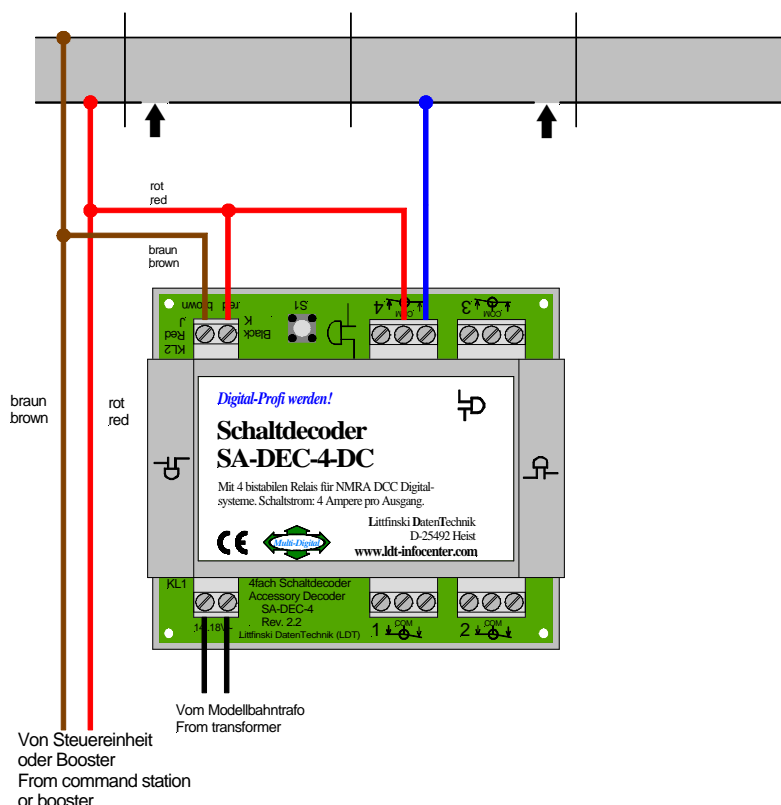 rot
red
braun
brown
brown red
S1
J
K
Red
Black
KL2
4
COM
3
COM
braun
brown
rot
red
Digital-Profi werden!
Schaltdecoder
SA-DEC-4-DC
Mit 4 bistabilen Relais für NMRA DCC Digital-
systeme. Schaltstrom: 4 Ampere pro Ausgang.
Littfinski DatenTechnik
D-25492 Heist
www.ldt-infocenter.com
CE
Multi-Digital
KL1
4fach Schaltdecoder
Accessory Decoder
SA-DEC-4
Rev. 2.2
Littfinski DatenTechnik (LDT)
1
COM
2
COM
Vom Modellbahntrafo
From transformer
Von Steuereinheit
oder Booster
From command station
or booster